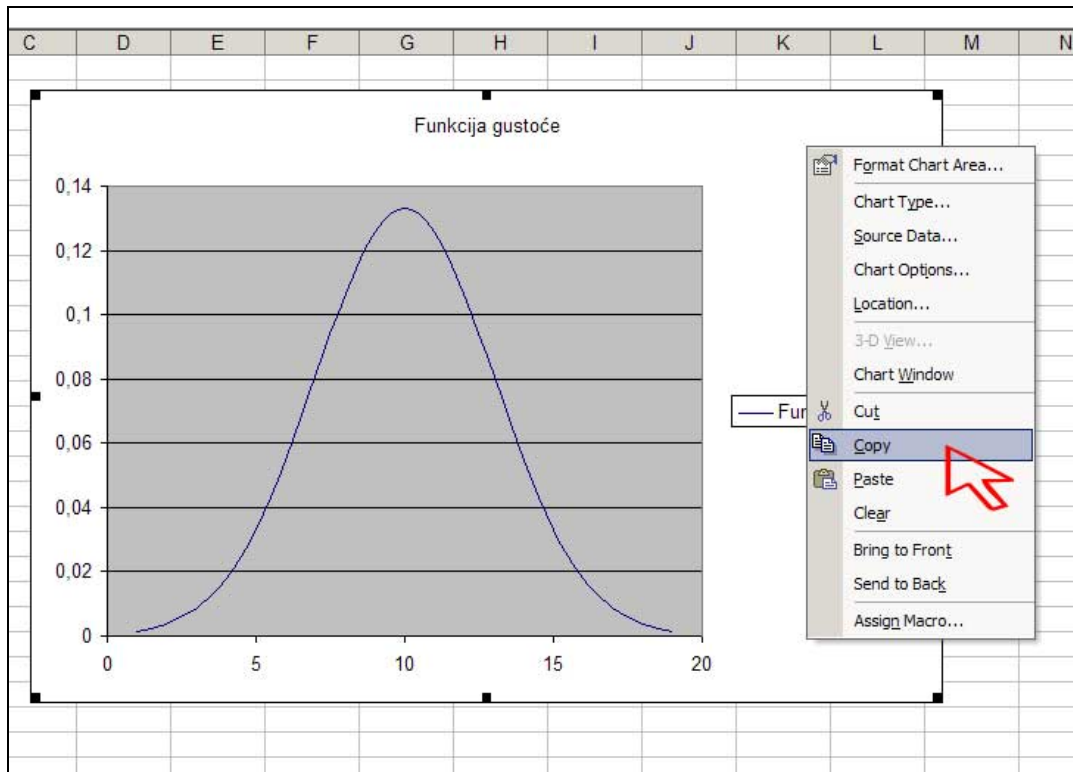 C D E F G H I J K L M N
Funkcija gustoće
0,14
0,12
0,1
0,08
0,06
0,04
0,02
0
0 5 10 15 20
Fur
Format Chart Area...
Chart Type...
Source Data...
Chart Options...
Location...
3-D View...
Chart Window
Cut
Copy
Paste
Clear
Bring to Front
Send to Back
Assign Macro...